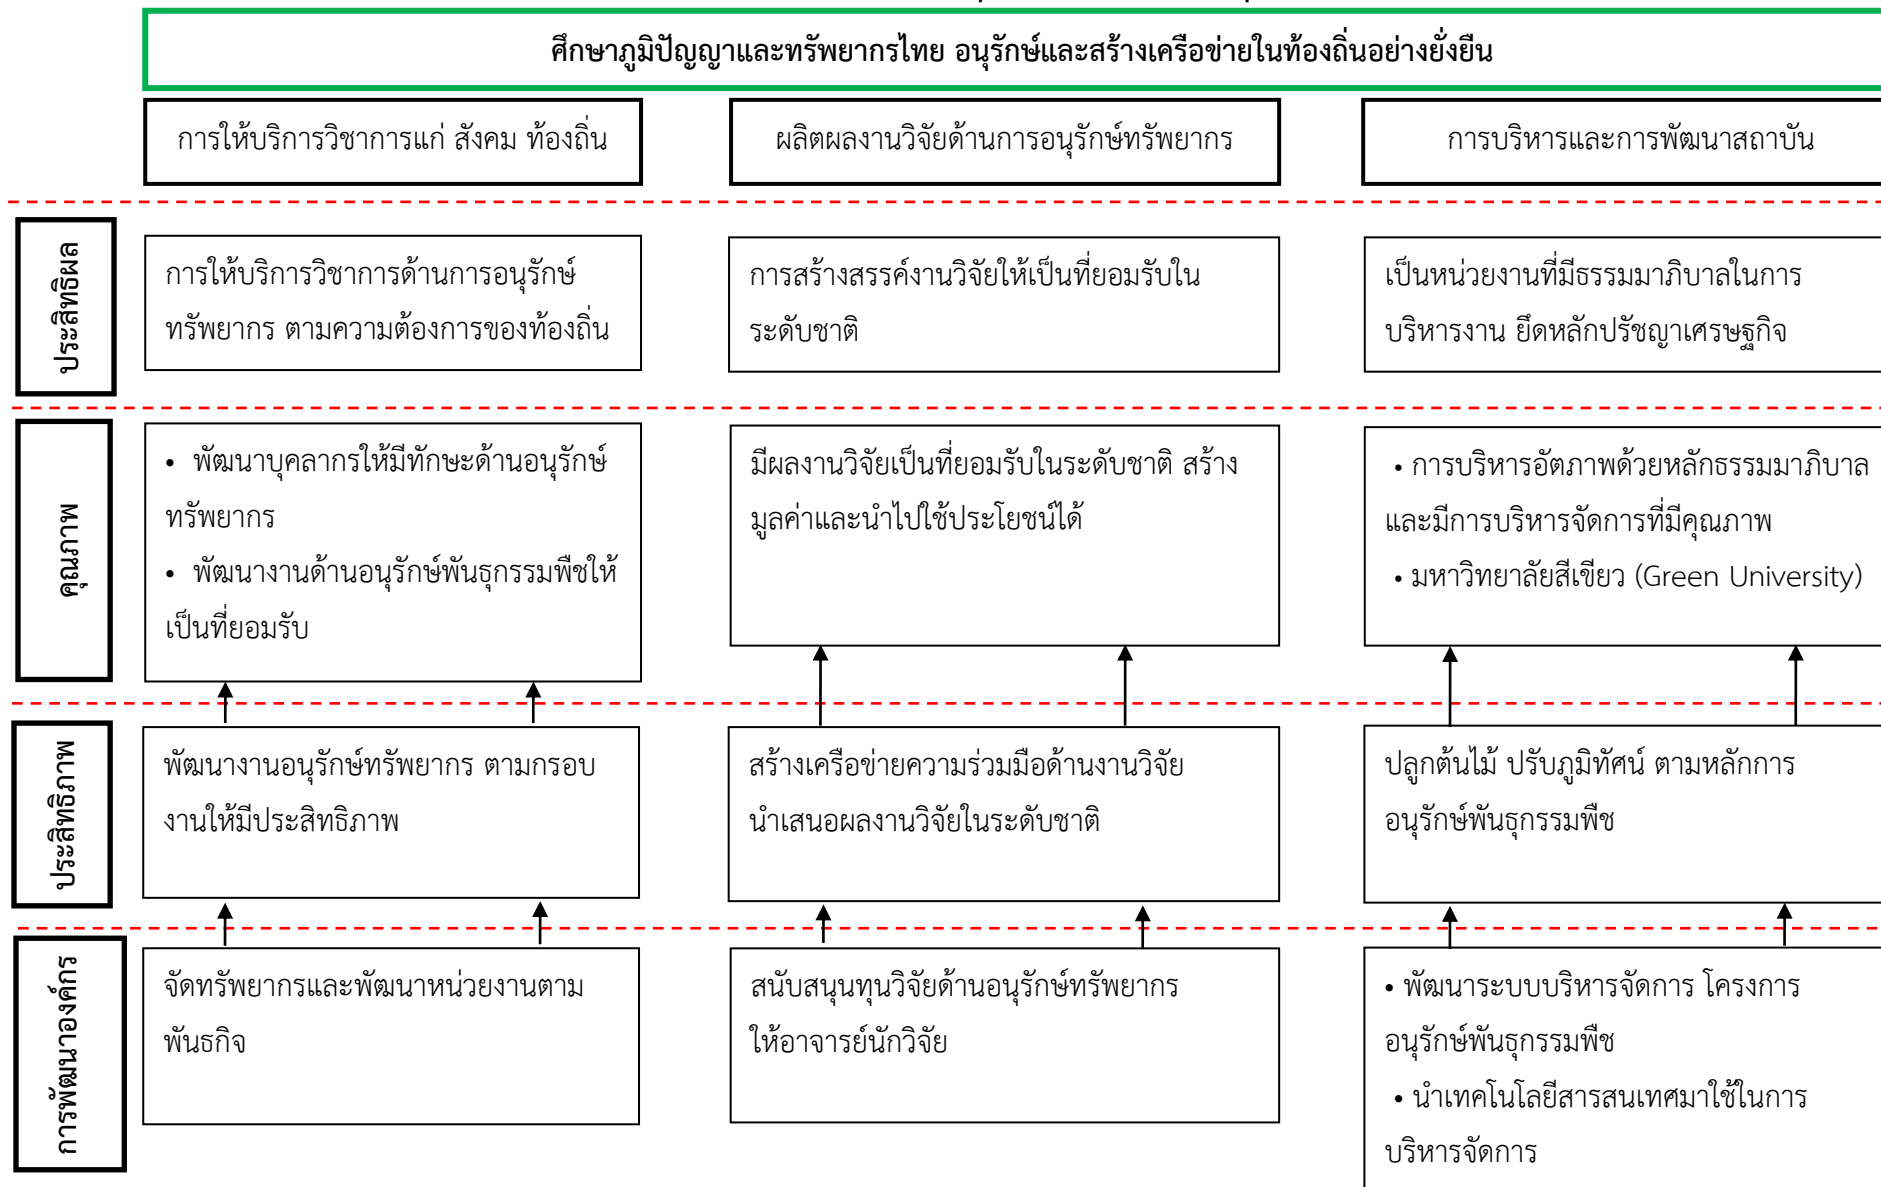 ศึกษาภูมิปัญญาและทรัพยากรไทย อนุรักษ์และสร้างเครือข่ายในท้องถิ่นอย่างยั่งยืน
การให้บริการวิชาการแก่ สังคม ท้องถิ่น
ผลิตผลงานวิจัยด้านการอนุรักษ์ทรัพยากร
การบริหารและการพัฒนาสถาบัน
ประสิทธิผล
การให้บริการวิชาการด้านการอนุรักษ์
ทรัพยากร ตามความต้องการของท้องถิ่น
การสร้างสรรค์งานวิจัยให้เป็นที่ยอมรับใน
ระดับชาติ
เป็นหน่วยงานที่มีธรรมมาภิบาลในการ
บริหารงาน ยึดหลักปรัชญาเศรษฐกิจ
คุณภาพ
• พัฒนาบุคลากรให้มีทักษะด้านอนุรักษ์
ทรัพยากร
• พัฒนางานด้านอนุรักษ์พันธุกรรมพืชให้
เป็นที่ยอมรับ
มีผลงานวิจัยเป็นที่ยอมรับในระดับชาติ สร้าง
มูลค่าและนำไปใช้ประโยชน์ได้
• การบริหารอัตภาพด้วยหลักธรรมมาภิบาล
และมีการบริหารจัดการที่มีคุณภาพ
• มหาวิทยาลัยสีเขียว (Green University)
ประสิทธิภาพ
พัฒนางานอนุรักษ์ทรัพยากร ตามกรอบ
งานให้มีประสิทธิภาพ
สร้างเครือข่ายความร่วมมือด้านงานวิจัย
นำเสนอผลงานวิจัยในระดับชาติ
ปลูกต้นไม้ ปรับภูมิทัศน์ ตามหลักการ
อนุรักษ์พันธุกรรมพืช
การพัฒนาองค์กร
จัดทรัพยากรและพัฒนาหน่วยงานตาม
พันธกิจ
สนับสนุนทุนวิจัยด้านอนุรักษ์ทรัพยากร
ให้อาจารย์นักวิจัย
• พัฒนาระบบบริหารจัดการ โครงการ
อนุรักษ์พันธุกรรมพืช
• นำเทคโนโลยีสารสนเทศมาใช้ในการ
บริหารจัดการ